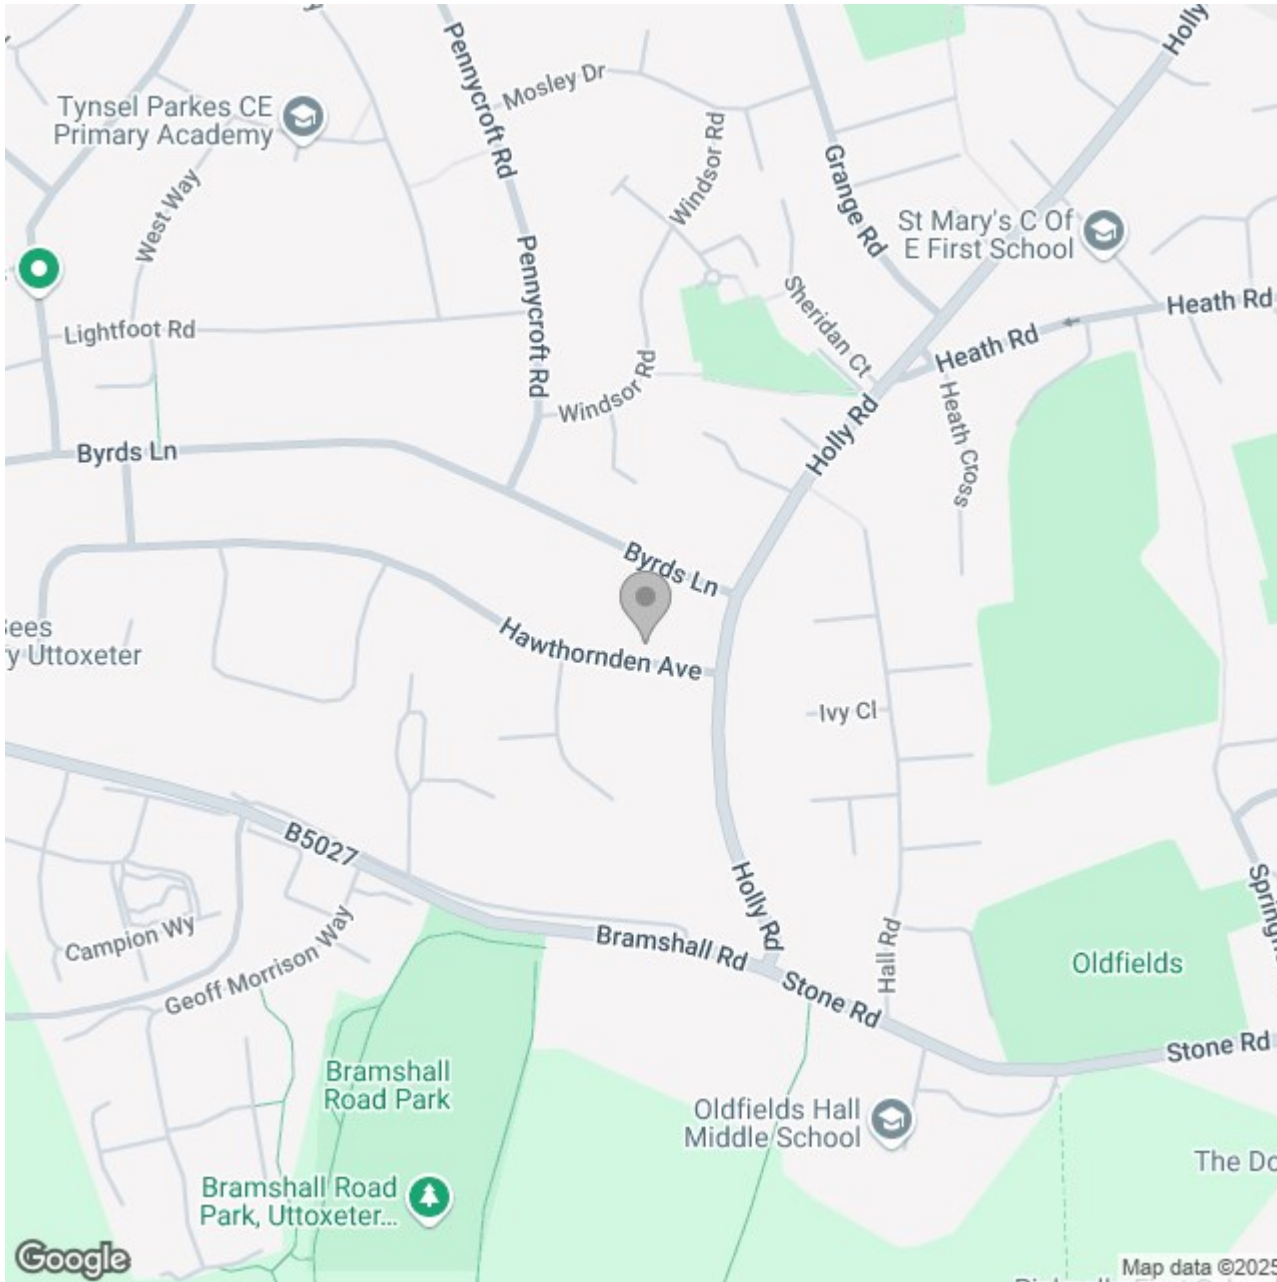 Holly
Pennycroft Rd
Mosley Dr
Tynsel Parkes CE
Primary Academy
Windsor Rd
Grange Rd
West Way
St Mary's C Of
E First School
Pennycroft Rd
Sheridan Ct
Heath Rd
Lightfoot Rd
Heath Rd
Windsor Rd
Heath Cross
Holly Rd
Byrds Ln
Byrds Ln
Hawthornden Ave
y Uttoxeter
Ivy Cl
B5027
Holly Rd
Campion Wy
Geoff Morrison Way
Bramshall Rd
Hall Rd
Oldfields
Stone Rd
Stone Rd
Bramshall
Road Park
Oldfields Hall
Middle School
The Do
Bramshall Road
Park, Uttoxeter...
Google
Map data ©2025